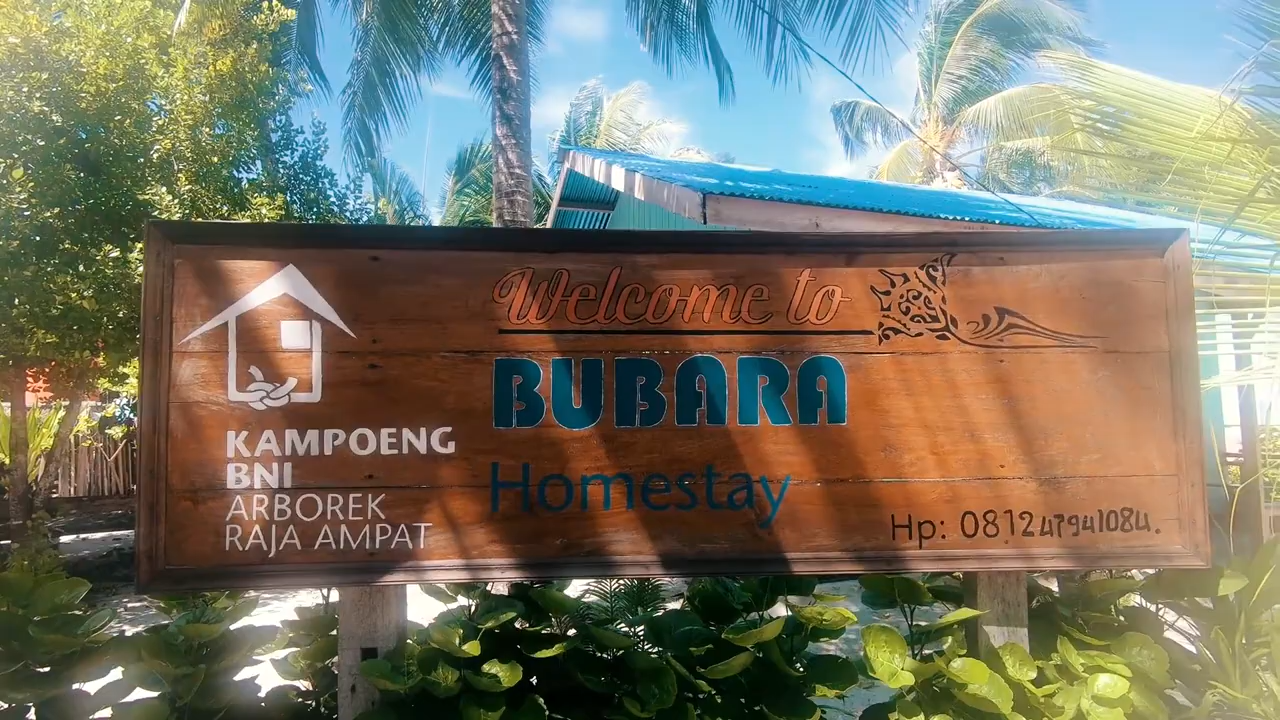 KAMPOENG
BNI
ARBOREK
RAJA AMPAT
Welcome to
BUBARA
Homestay
Hp: 081247941084.